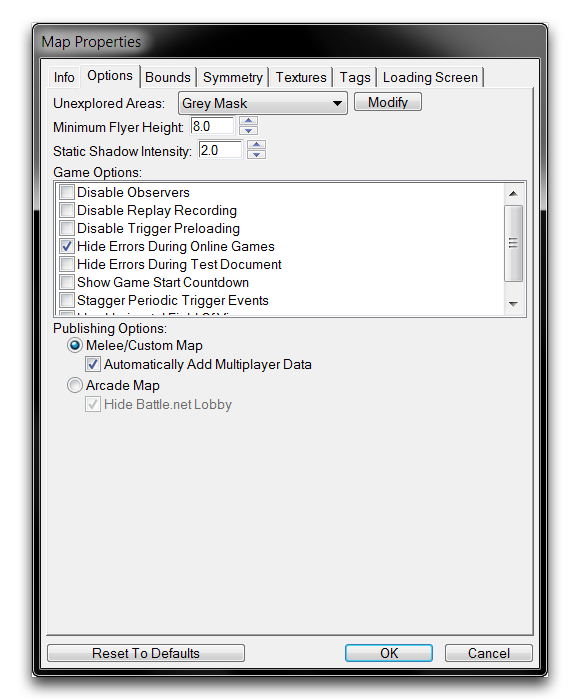 Map Properties
Info Options Bounds Symmetry Textures Tags Loading Screen
Unexplored Areas: Grey Mask Modify
Minimum Flyer Height: 8.0
Static Shadow Intensity: 2.0
Game Options:
Disable Observers
Disable Replay Recording
Disable Trigger Preloading
Hide Errors During Online Games
Hide Errors During Test Document
Show Game Start Countdown
Stagger Periodic Trigger Events
Publishing Options:
Melee/Custom Map
Automatically Add Multiplayer Data
Arcade Map
Hide Battle.net Lobby
Reset To Defaults OK Cancel